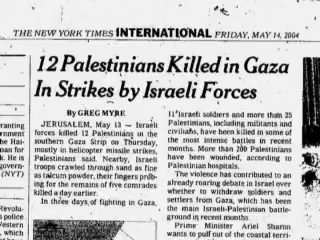 THE NEW YORK TIMES INTERNATIONAL FRIDAY, MAY 14, 2004
12 Palestinians Killed in Gaza
In Strikes by Israeli Forces
By GREG MYRE
JERUSALEM, May 13 — Israeli
forces killed 12 Palestinians in the
southern Gaza Strip on Thursday,
mostly in helicopter missile strikes,
Palestinians said. Nearby, Israeli
troops crawled through sand as fine
as talcum powder, their fingers prob-
ing for the remains of five comrades
killed a day earlier.
In three days of fighting in Gaza,
11 Israeli soldiers and more than 25
Palestinians, including militants and
civilians, have been killed in some of
the most intense battles in recent
months. More than 200 Palestinians
have been wounded, according to
Palestinian hospitals.
The violence has contributed to an
already roaring debate in Israel over
whether to withdraw soldiers and
settlers from Gaza, which has been
the main Israeli-Palestinian battle-
ground in recent months.
Prime Minister Ariel Sharon
wants to pull out of the coastal terri-